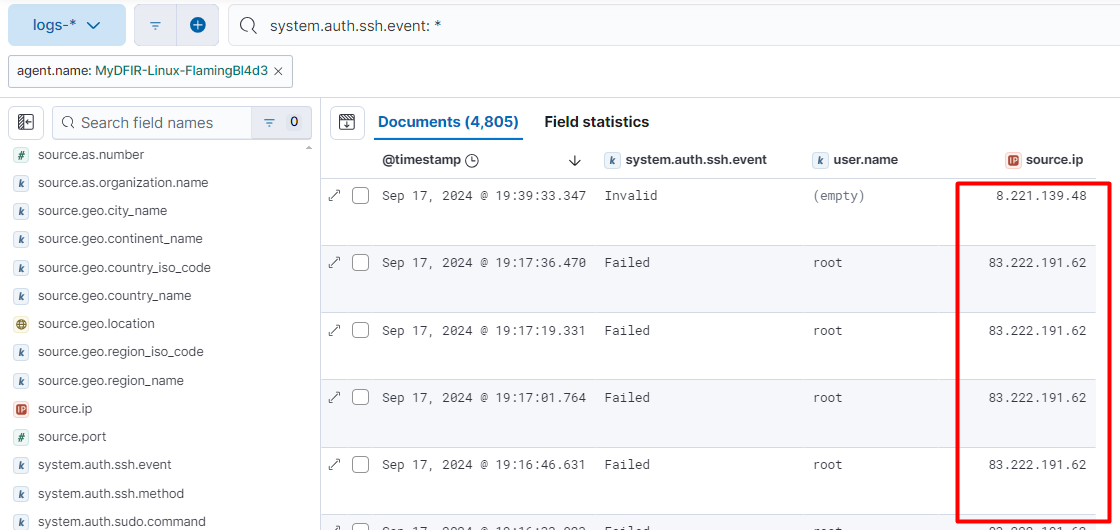 logs-*
system.auth.ssh.event: *
agent.name: MyDFIR-Linux-FlamingBl4d3
Search field names
0
Documents (4,805)
Field statistics
source.as.number
source.as.organization.name
source.geo.city_name
source.geo.continent_name
source.geo.country_iso_code
source.geo.country_name
source.geo.location
source.geo.region_iso_code
source.geo.region_name
source.ip
source.port
system.auth.ssh.event
system.auth.ssh.method
system.auth.sudo.command
@timestamp k system.auth.ssh.event k user.name IP source.ip
Sep 17, 2024 @ 19:39:33.347 Invalid (empty) 8.221.139.48
Sep 17, 2024 @ 19:17:36.470 Failed root 83.222.191.62
Sep 17, 2024 @ 19:17:19.331 Failed root 83.222.191.62
Sep 17, 2024 @ 19:17:01.764 Failed root 83.222.191.62
Sep 17, 2024 @ 19:16:46.631 Failed root 83.222.191.62